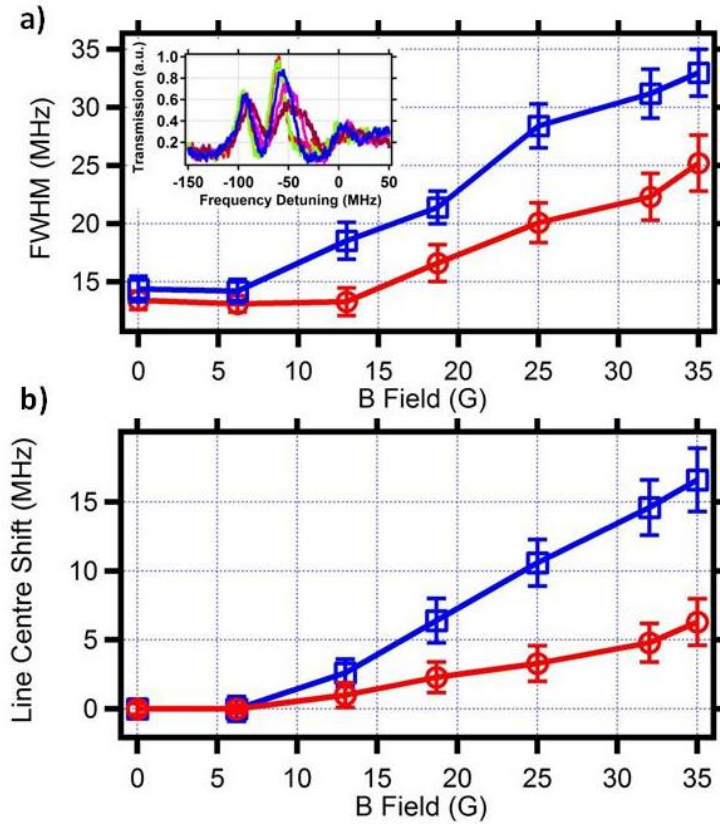 a)
35
30
25
20
15
FWHM (MHz)
1.0
0.8
0.6
0.4
0.2
Transmission (a.u.)
-150 -100 -50 0 50
Frequency Detuning (MHz)
0 5 10 15 20 25 30 35
B Field (G)
b)
15
10
5
0
Line Centre Shift (MHz)
0 5 10 15 20 25 30 35
B Field (G)